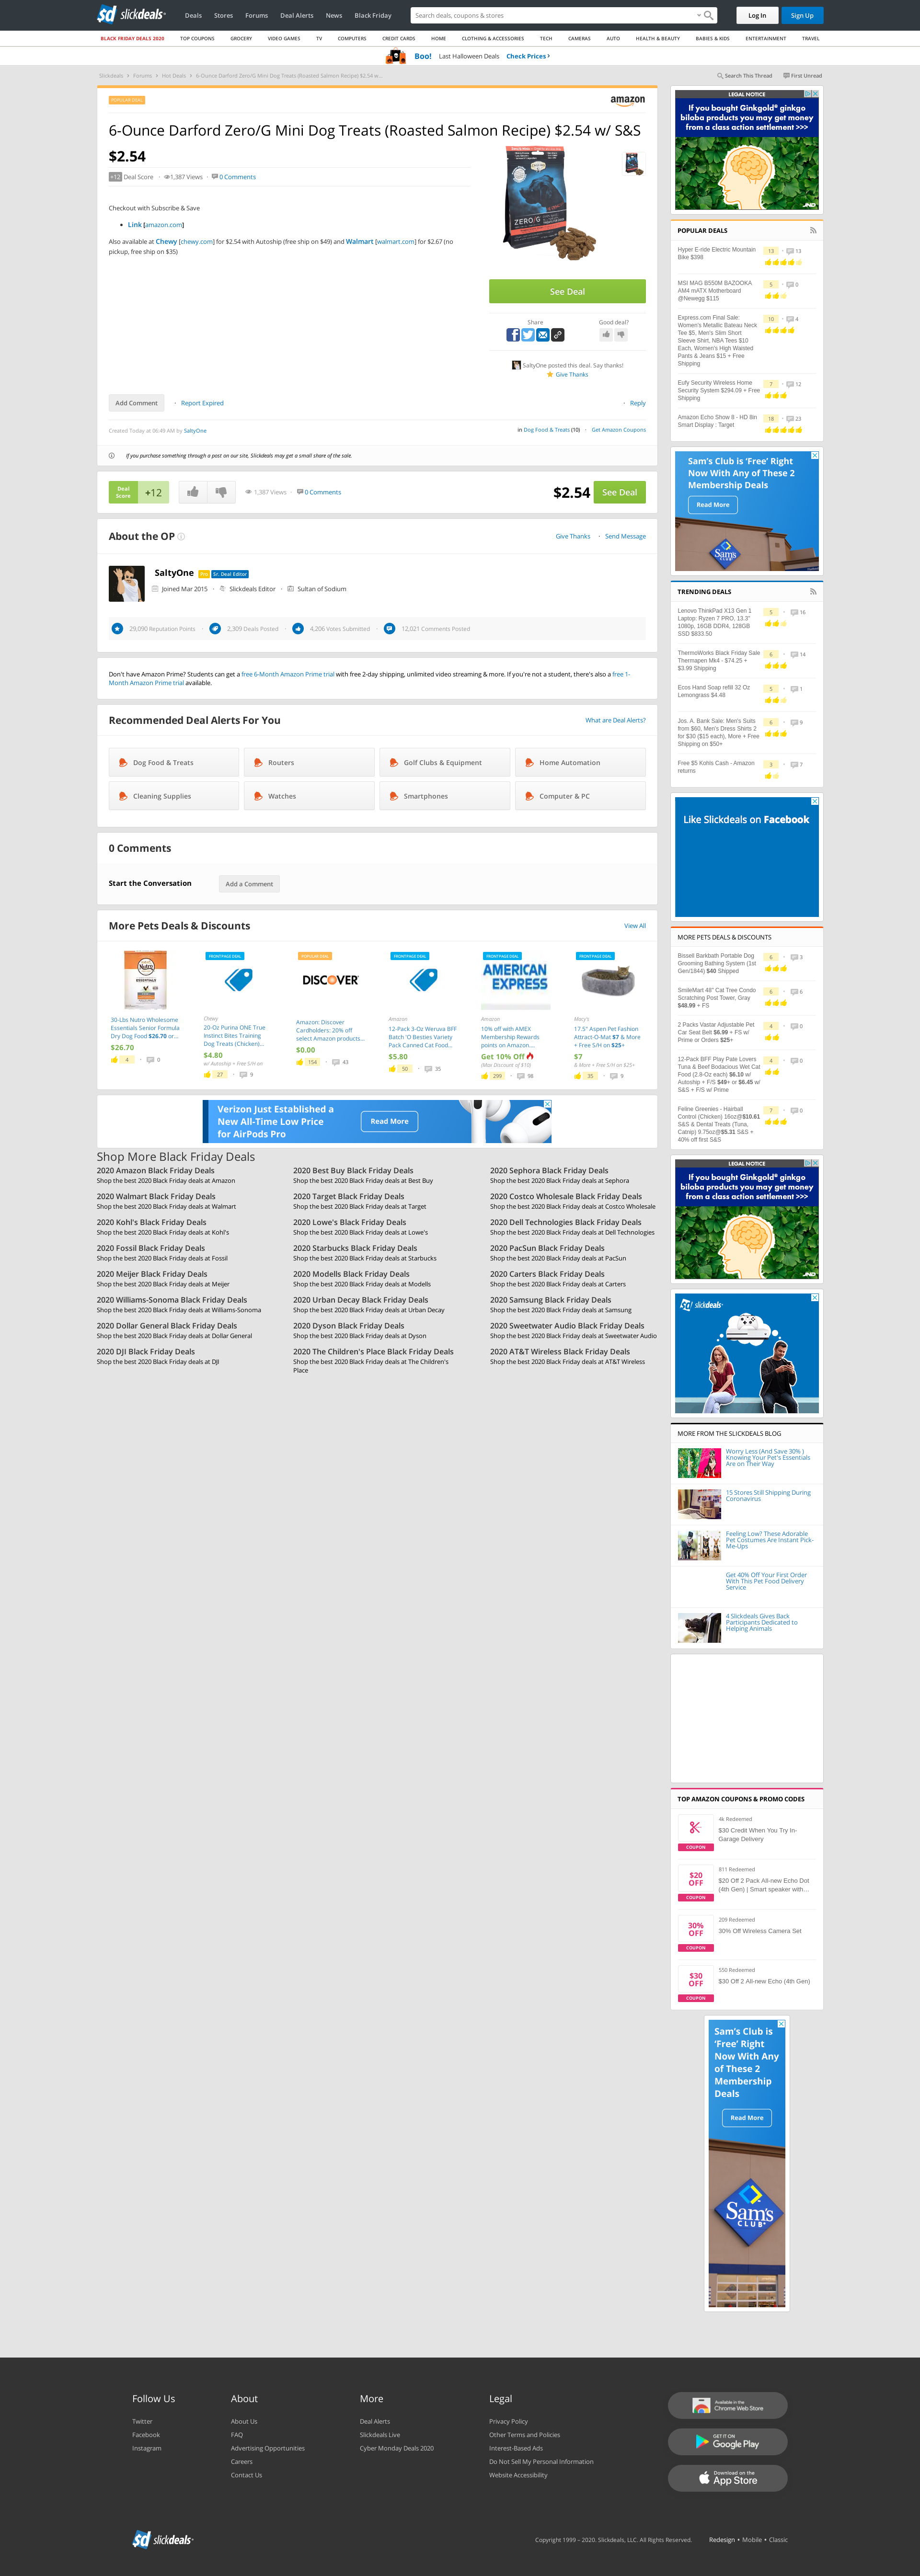 slickdeals
Deals Stores Forums Deal Alerts News Black Friday
Search deals, coupons & stores
Log In Sign Up
BLACK FRIDAY DEALS 2020 TOP COUPONS GROCERY VIDEO GAMES TV COMPUTERS CREDIT CARDS HOME CLOTHING & ACCESSORIES TECH CAMERAS AUTO HEALTH & BEAUTY BABIES & KIDS ENTERTAINMENT TRAVEL
Boo! Last Halloween Deals Check Prices ›
Slickdeals > Forums > Hot Deals > 6-Ounce Darford Zero/G Mini Dog Treats (Roasted Salmon Recipe) $2.54 w...
Search This Thread First Unread
POPULAR DEAL
amazon
6-Ounce Darford Zero/G Mini Dog Treats (Roasted Salmon Recipe) $2.54 w/ S&S
$2.54
+12 Deal Score · 1,387 Views · 0 Comments
Checkout with Subscribe & Save
• Link [amazon.com]
Also available at Chewy [chewy.com] for $2.54 with Autoship (free ship on $49) and Walmart [walmart.com] for $2.67 (no
pickup, free ship on $35)
ZERO/G
See Deal
Share
Good deal?
SaltyOne posted this deal. Say thanks!
Give Thanks
Add Comment · Report Expired
· Reply
Created Today at 06:49 AM by SaltyOne
in Dog Food & Treats (10) · Get Amazon Coupons
If you purchase something through a post on our site, Slickdeals may get a small share of the sale.
Deal
Score
+12
1,387 Views · 0 Comments
$2.54 See Deal
About the OP
Give Thanks · Send Message
SaltyOne Pro Sr. Deal Editor
Joined Mar 2015 · Slickdeals Editor · Sultan of Sodium
29,090 Reputation Points · 2,309 Deals Posted · 4,206 Votes Submitted · 12,021 Comments Posted
Don't have Amazon Prime? Students can get a free 6-Month Amazon Prime trial with free 2-day shipping, unlimited video streaming & more. If you're not a student, there's also a free 1-
Month Amazon Prime trial available.
Recommended Deal Alerts For You
What are Deal Alerts?
Dog Food & Treats Routers Golf Clubs & Equipment Home Automation
Cleaning Supplies Watches Smartphones Computer & PC
0 Comments
Start the Conversation Add a Comment
More Pets Deals & Discounts
View All
Nutro
ESSENTIALS
30-Lbs Nutro Wholesome
Essentials Senior Formula
Dry Dog Food $26.70 or...
$26.70
4 · 0
FRONTPAGE DEAL
Chewy
20-Oz Purina ONE True
Instinct Bites Training
Dog Treats (Chicken)...
$4.80
w/ Autoship + Free S/H on
27 · 9
POPULAR DEAL
DISCOVER
Amazon: Discover
Cardholders: 20% off
select Amazon products...
$0.00
154 · 43
FRONTPAGE DEAL
Amazon
12-Pack 3-Oz Weruva BFF
Batch 'O Besties Variety
Pack Canned Cat Food...
$5.80
50 · 35
FRONTPAGE DEAL
AMERICAN
EXPRESS
Amazon
10% off with AMEX
Membership Rewards
points on Amazon....
Get 10% Off
(Max Discount of $10)
299 · 98
FRONTPAGE DEAL
Macy's
17.5" Aspen Pet Fashion
Attract-O-Mat $7 & More
+ Free S/H on $25+
$7
& More + Free S/H on $25+
35 · 9
Verizon Just Established a
New All-Time Low Price
for AirPods Pro
Read More
Shop More Black Friday Deals
2020 Amazon Black Friday Deals
Shop the best 2020 Black Friday deals at Amazon
2020 Best Buy Black Friday Deals
Shop the best 2020 Black Friday deals at Best Buy
2020 Sephora Black Friday Deals
Shop the best 2020 Black Friday deals at Sephora
2020 Walmart Black Friday Deals
Shop the best 2020 Black Friday deals at Walmart
2020 Target Black Friday Deals
Shop the best 2020 Black Friday deals at Target
2020 Costco Wholesale Black Friday Deals
Shop the best 2020 Black Friday deals at Costco Wholesale
2020 Kohl's Black Friday Deals
Shop the best 2020 Black Friday deals at Kohl's
2020 Lowe's Black Friday Deals
Shop the best 2020 Black Friday deals at Lowe's
2020 Dell Technologies Black Friday Deals
Shop the best 2020 Black Friday deals at Dell Technologies
2020 Fossil Black Friday Deals
Shop the best 2020 Black Friday deals at Fossil
2020 Starbucks Black Friday Deals
Shop the best 2020 Black Friday deals at Starbucks
2020 PacSun Black Friday Deals
Shop the best 2020 Black Friday deals at PacSun
2020 Meijer Black Friday Deals
Shop the best 2020 Black Friday deals at Meijer
2020 Modells Black Friday Deals
Shop the best 2020 Black Friday deals at Modells
2020 Carters Black Friday Deals
Shop the best 2020 Black Friday deals at Carters
2020 Williams-Sonoma Black Friday Deals
Shop the best 2020 Black Friday deals at Williams-Sonoma
2020 Urban Decay Black Friday Deals
Shop the best 2020 Black Friday deals at Urban Decay
2020 Samsung Black Friday Deals
Shop the best 2020 Black Friday deals at Samsung
2020 Dollar General Black Friday Deals
Shop the best 2020 Black Friday deals at Dollar General
2020 Dyson Black Friday Deals
Shop the best 2020 Black Friday deals at Dyson
2020 Sweetwater Audio Black Friday Deals
Shop the best 2020 Black Friday deals at Sweetwater Audio
2020 DJI Black Friday Deals
Shop the best 2020 Black Friday deals at DJI
2020 The Children's Place Black Friday Deals
Shop the best 2020 Black Friday deals at The Children's
Place
2020 AT&T Wireless Black Friday Deals
Shop the best 2020 Black Friday deals at AT&T Wireless
LEGAL NOTICE
If you bought Ginkgold® ginkgo
biloba products you may get money
from a class action settlement >>>
JND
POPULAR DEALS
Hyper E-ride Electric Mountain
Bike $398
13 · 13
MSI MAG B550M BAZOOKA
AM4 mATX Motherboard
@Newegg $115
5 · 0
Express.com Final Sale:
Women's Metallic Bateau Neck
Tee $5, Men's Slim Short
Sleeve Shirt, NBA Tees $10
Each, Women's High Waisted
Pants & Jeans $15 + Free
Shipping
10 · 4
Eufy Security Wireless Home
Security System $294.09 + Free
Shipping
7 · 12
Amazon Echo Show 8 - HD 8in
Smart Display : Target
16 · 23
Sam's Club is 'Free' Right
Now With Any of These 2
Membership Deals
Read More
Sam's
CLUB
TRENDING DEALS
Lenovo ThinkPad X13 Gen 1
Laptop: Ryzen 7 PRO, 13.3"
1080p, 16GB DDR4, 128GB
SSD $833.50
5 · 16
ThermoWorks Black Friday Sale
Thermapen Mk4 - $74.25 +
$3.99 Shipping
6 · 14
Ecos Hand Soap refill 32 Oz
Lemongrass $4.48
5 · 1
Jos. A. Bank Sale: Men's Suits
from $60, Men's Dress Shirts 2
for $30 ($15 each), More + Free
Shipping on $50+
6 · 9
Free $5 Kohls Cash - Amazon
returns
3 · 7
Like Slickdeals on Facebook
MORE PETS DEALS & DISCOUNTS
Bissell Barkbath Portable Dog
Grooming Bathing System (1st
Gen/1844) $40 Shipped
6 · 3
SmileMart 48" Cat Tree Condo
Scratching Post Tower, Gray
$48.99 + FS
6 · 6
2 Packs Vastar Adjustable Pet
Car Seat Belt $6.99 + FS w/
Prime or Orders $25+
4 · 0
12-Pack BFF Play Pate Lovers
Tuna & Beef Bodacious Wet Cat
Food (2.8-Oz each) $6.10 w/
Autoship + F/S $49+ or $6.45 w/
S&S + F/S w/ Prime
4 · 0
Feline Greenies - Hairball
Control (Chicken) 16oz@$10.61
S&S & Dental Treats (Tuna,
Catnip) 9.75oz@$5.31 S&S +
40% off first S&S
7 · 0
LEGAL NOTICE
If you bought Ginkgold® ginkgo
biloba products you may get money
from a class action settlement >>>
JND
slickdeals
MORE FROM THE SLICKDEALS BLOG
Worry Less (And Save 30% )
Knowing Your Pet's Essentials
Are on Their Way
15 Stores Still Shipping During
Coronavirus
Feeling Low? These Adorable
Pet Costumes Are Instant Pick-
Me-Ups
Get 40% Off Your First Order
With This Pet Food Delivery
Service
4 Slickdeals Gives Back
Participants Dedicated to
Helping Animals
TOP AMAZON COUPONS & PROMO CODES
4k Redeemed
$30 Credit When You Try In-
Garage Delivery
COUPON
$20
OFF
COUPON
811 Redeemed
$20 Off 2 Pack All-new Echo Dot
(4th Gen) | Smart speaker with...
30%
OFF
COUPON
209 Redeemed
30% Off Wireless Camera Set
$30
OFF
COUPON
550 Redeemed
$30 Off 2 All-new Echo (4th Gen)
Sam's Club is
'Free' Right
Now With Any
of These 2
Membership
Deals
Read More
Sam's
CLUB
Follow Us
Twitter
Facebook
Instagram
About
About Us
FAQ
Advertising Opportunities
Careers
Contact Us
More
Deal Alerts
Slickdeals Live
Cyber Monday Deals 2020
Legal
Privacy Policy
Other Terms and Policies
Interest-Based Ads
Do Not Sell My Personal Information
Website Accessibility
Available in the
Chrome Web Store
GET IT ON
Google Play
Download on the
App Store
slickdeals
Copyright 1999 – 2020. Slickdeals, LLC. All Rights Reserved. Redesign • Mobile • Classic